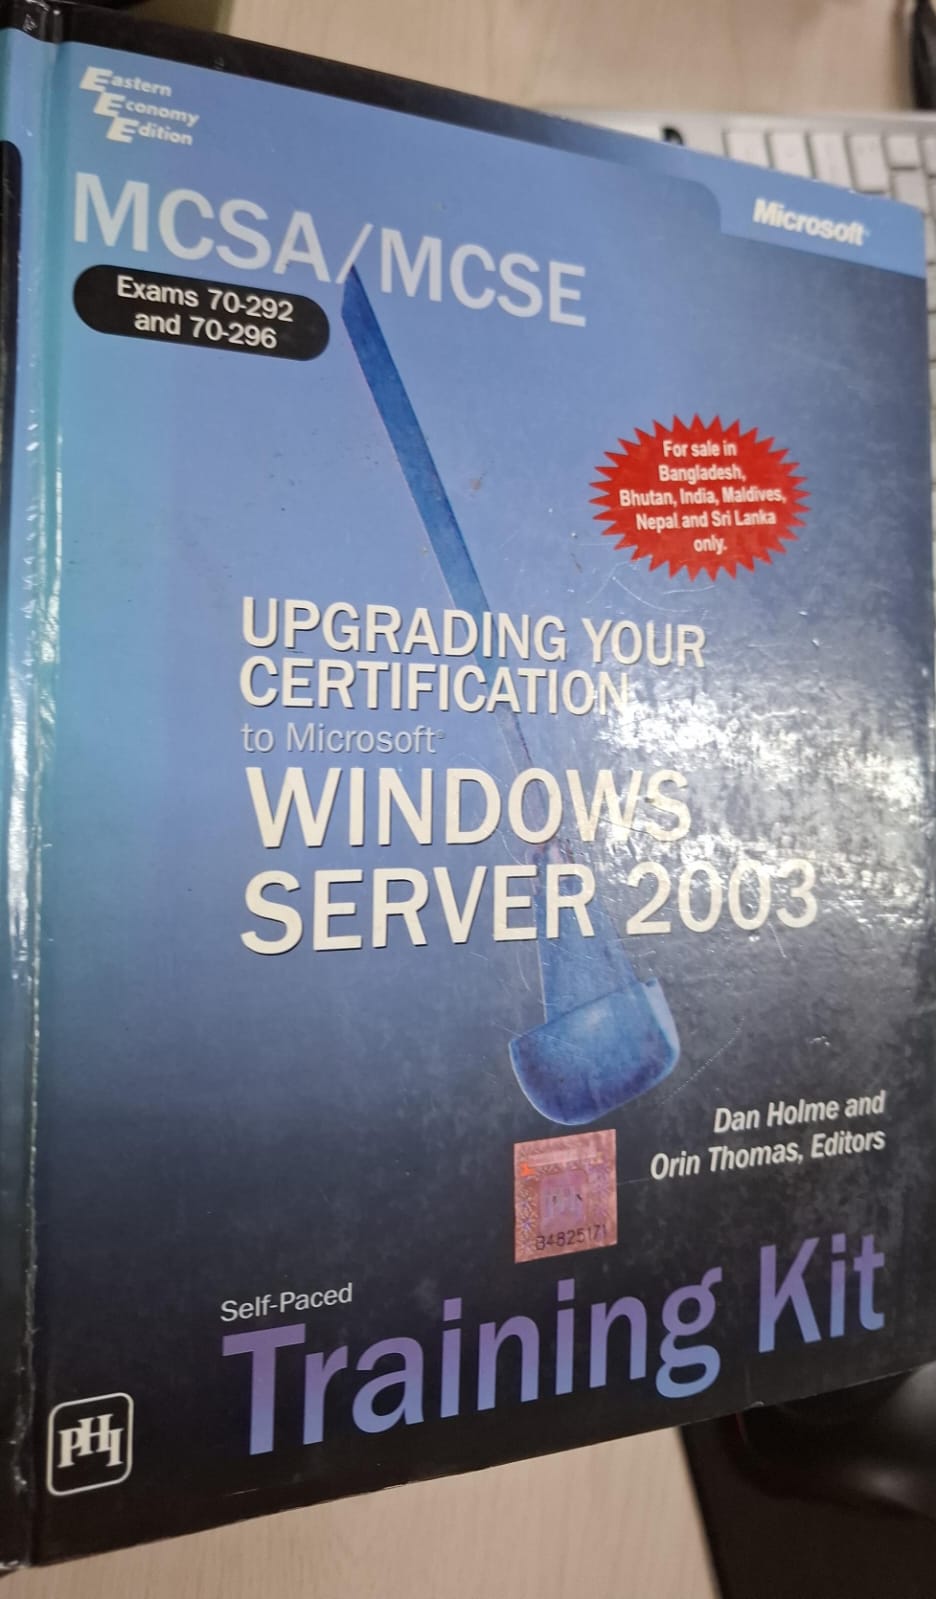 Eastern
Economy
Edition
MCSA/MCSE
Microsoft
Exams 70-292
and 70-296
For sale in
Bangladesh,
Bhutan, India, Maldives,
Nepal and Sri Lanka
only.
UPGRADING YOUR
CERTIFICATION
to Microsoft®
WINDOWS
SERVER 2003
Dan Holme and
Orin Thomas, Editors
Self-Paced
Training Kit
PHI